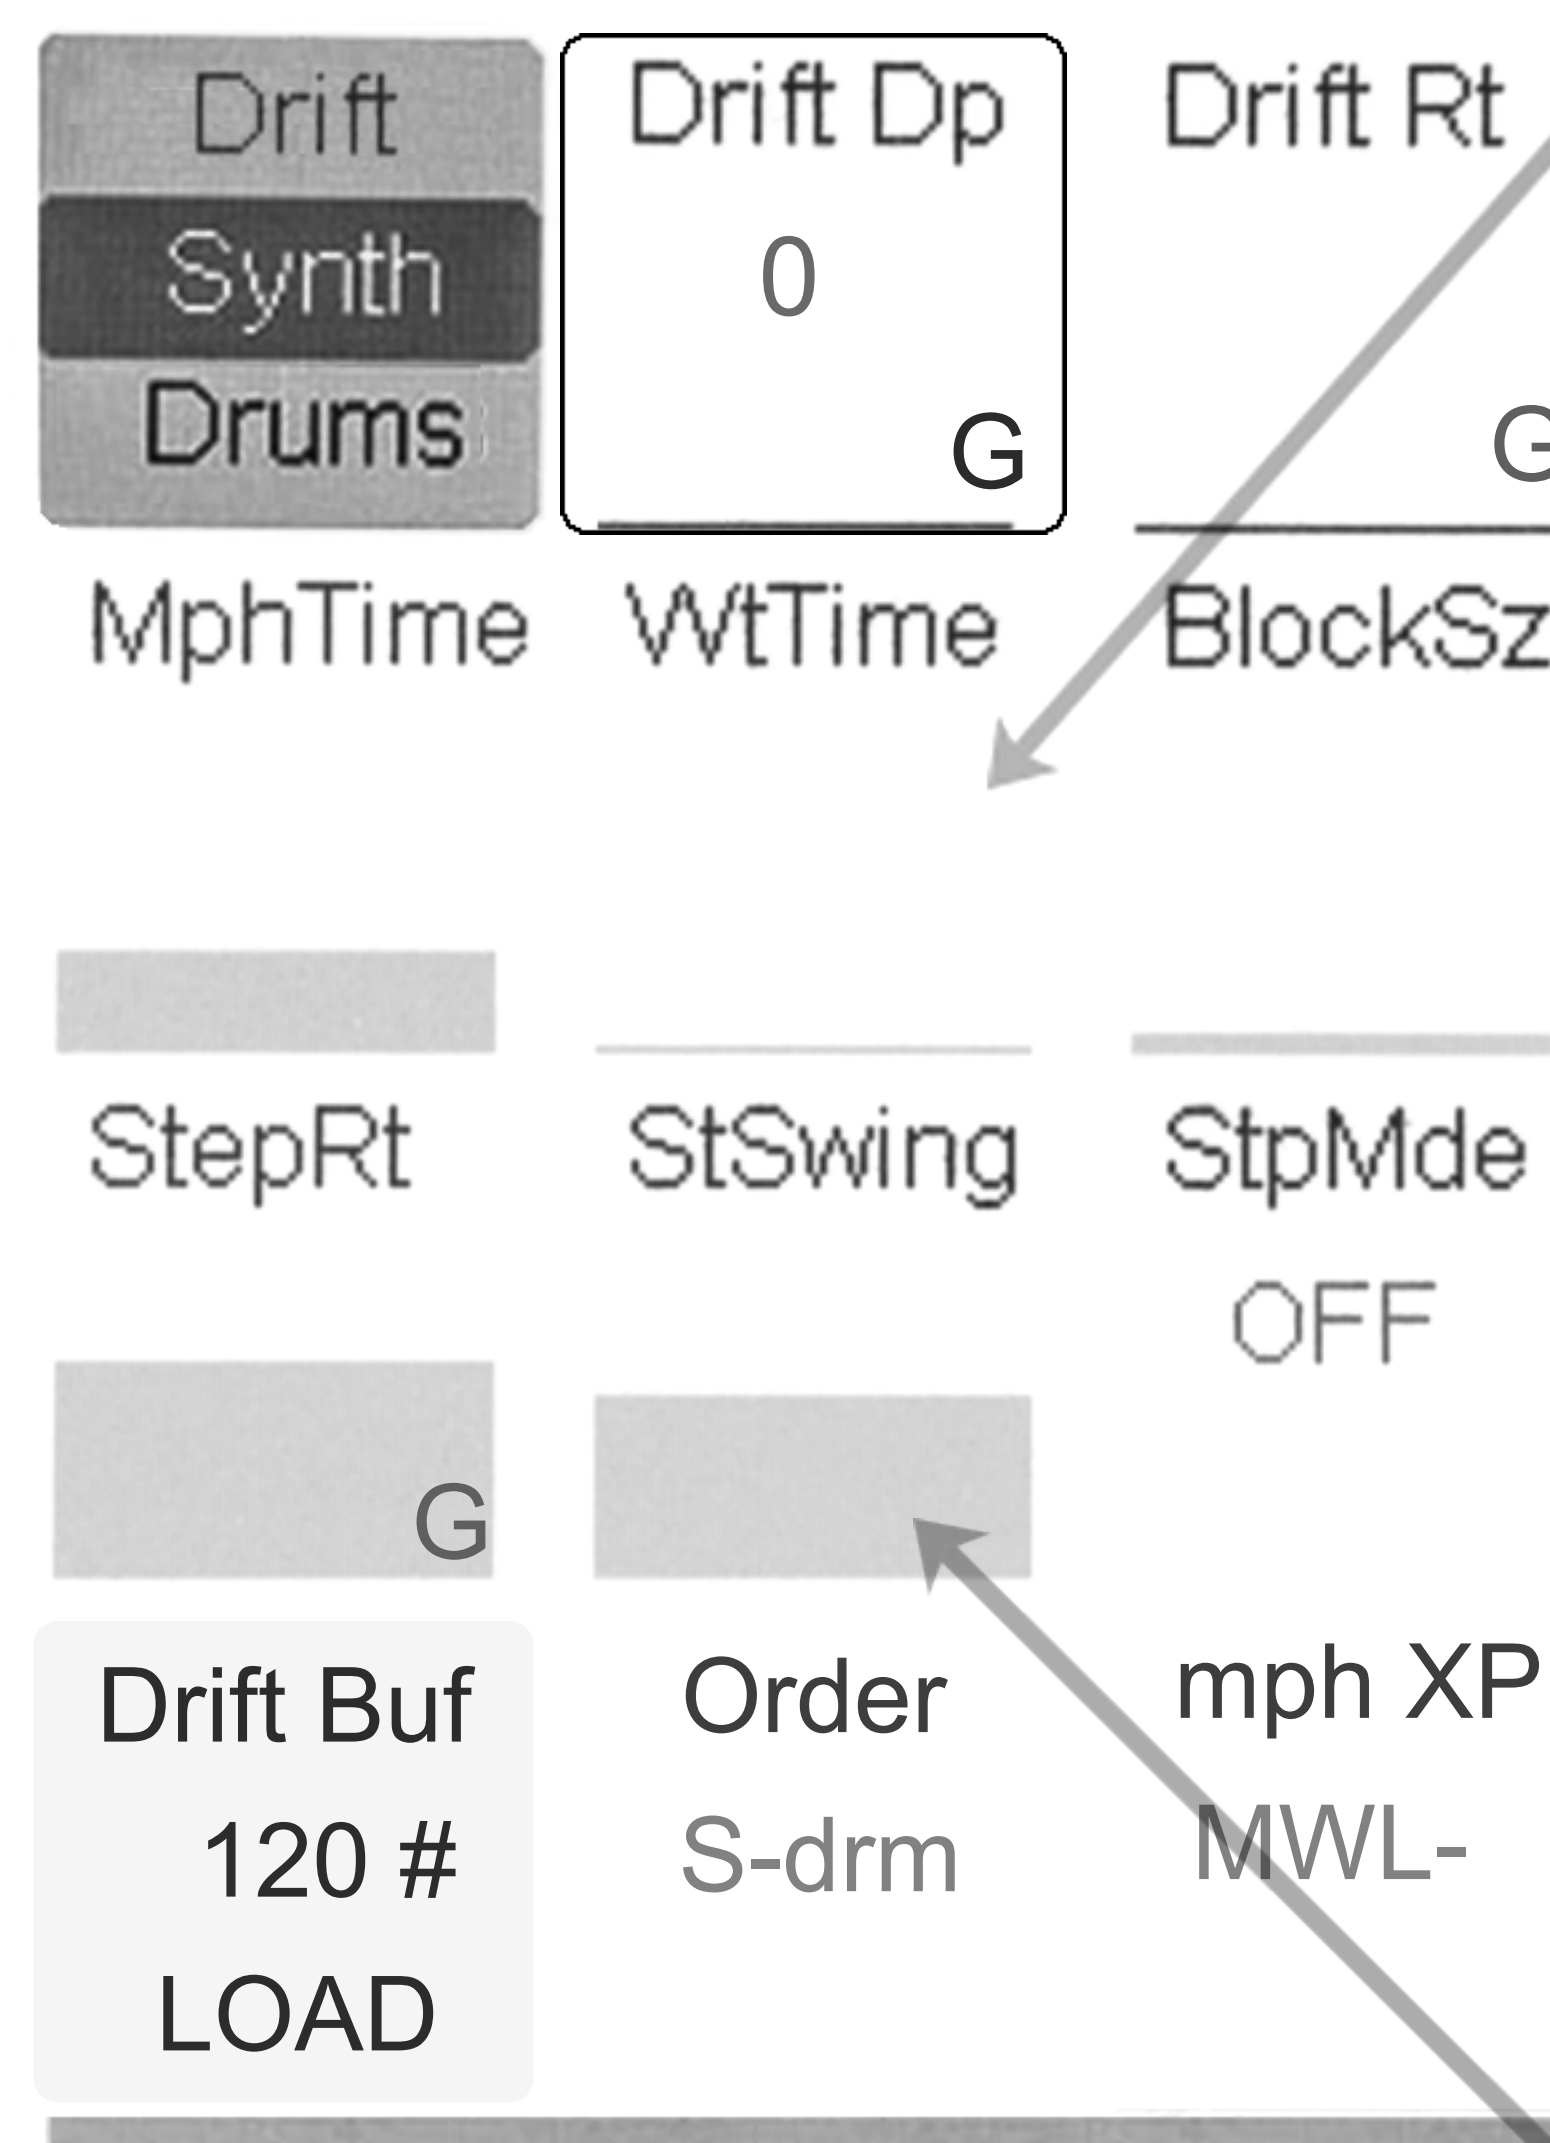 Drift
Synth
Drums
Drift Dp
0
G
Drift Rt
G
MphTime
WtTime
BlockSz
StepRt
G
StSwing
StpMde
OFF
Drift Buf
120 #
LOAD
Order
S-drm
mph XP
MWL-